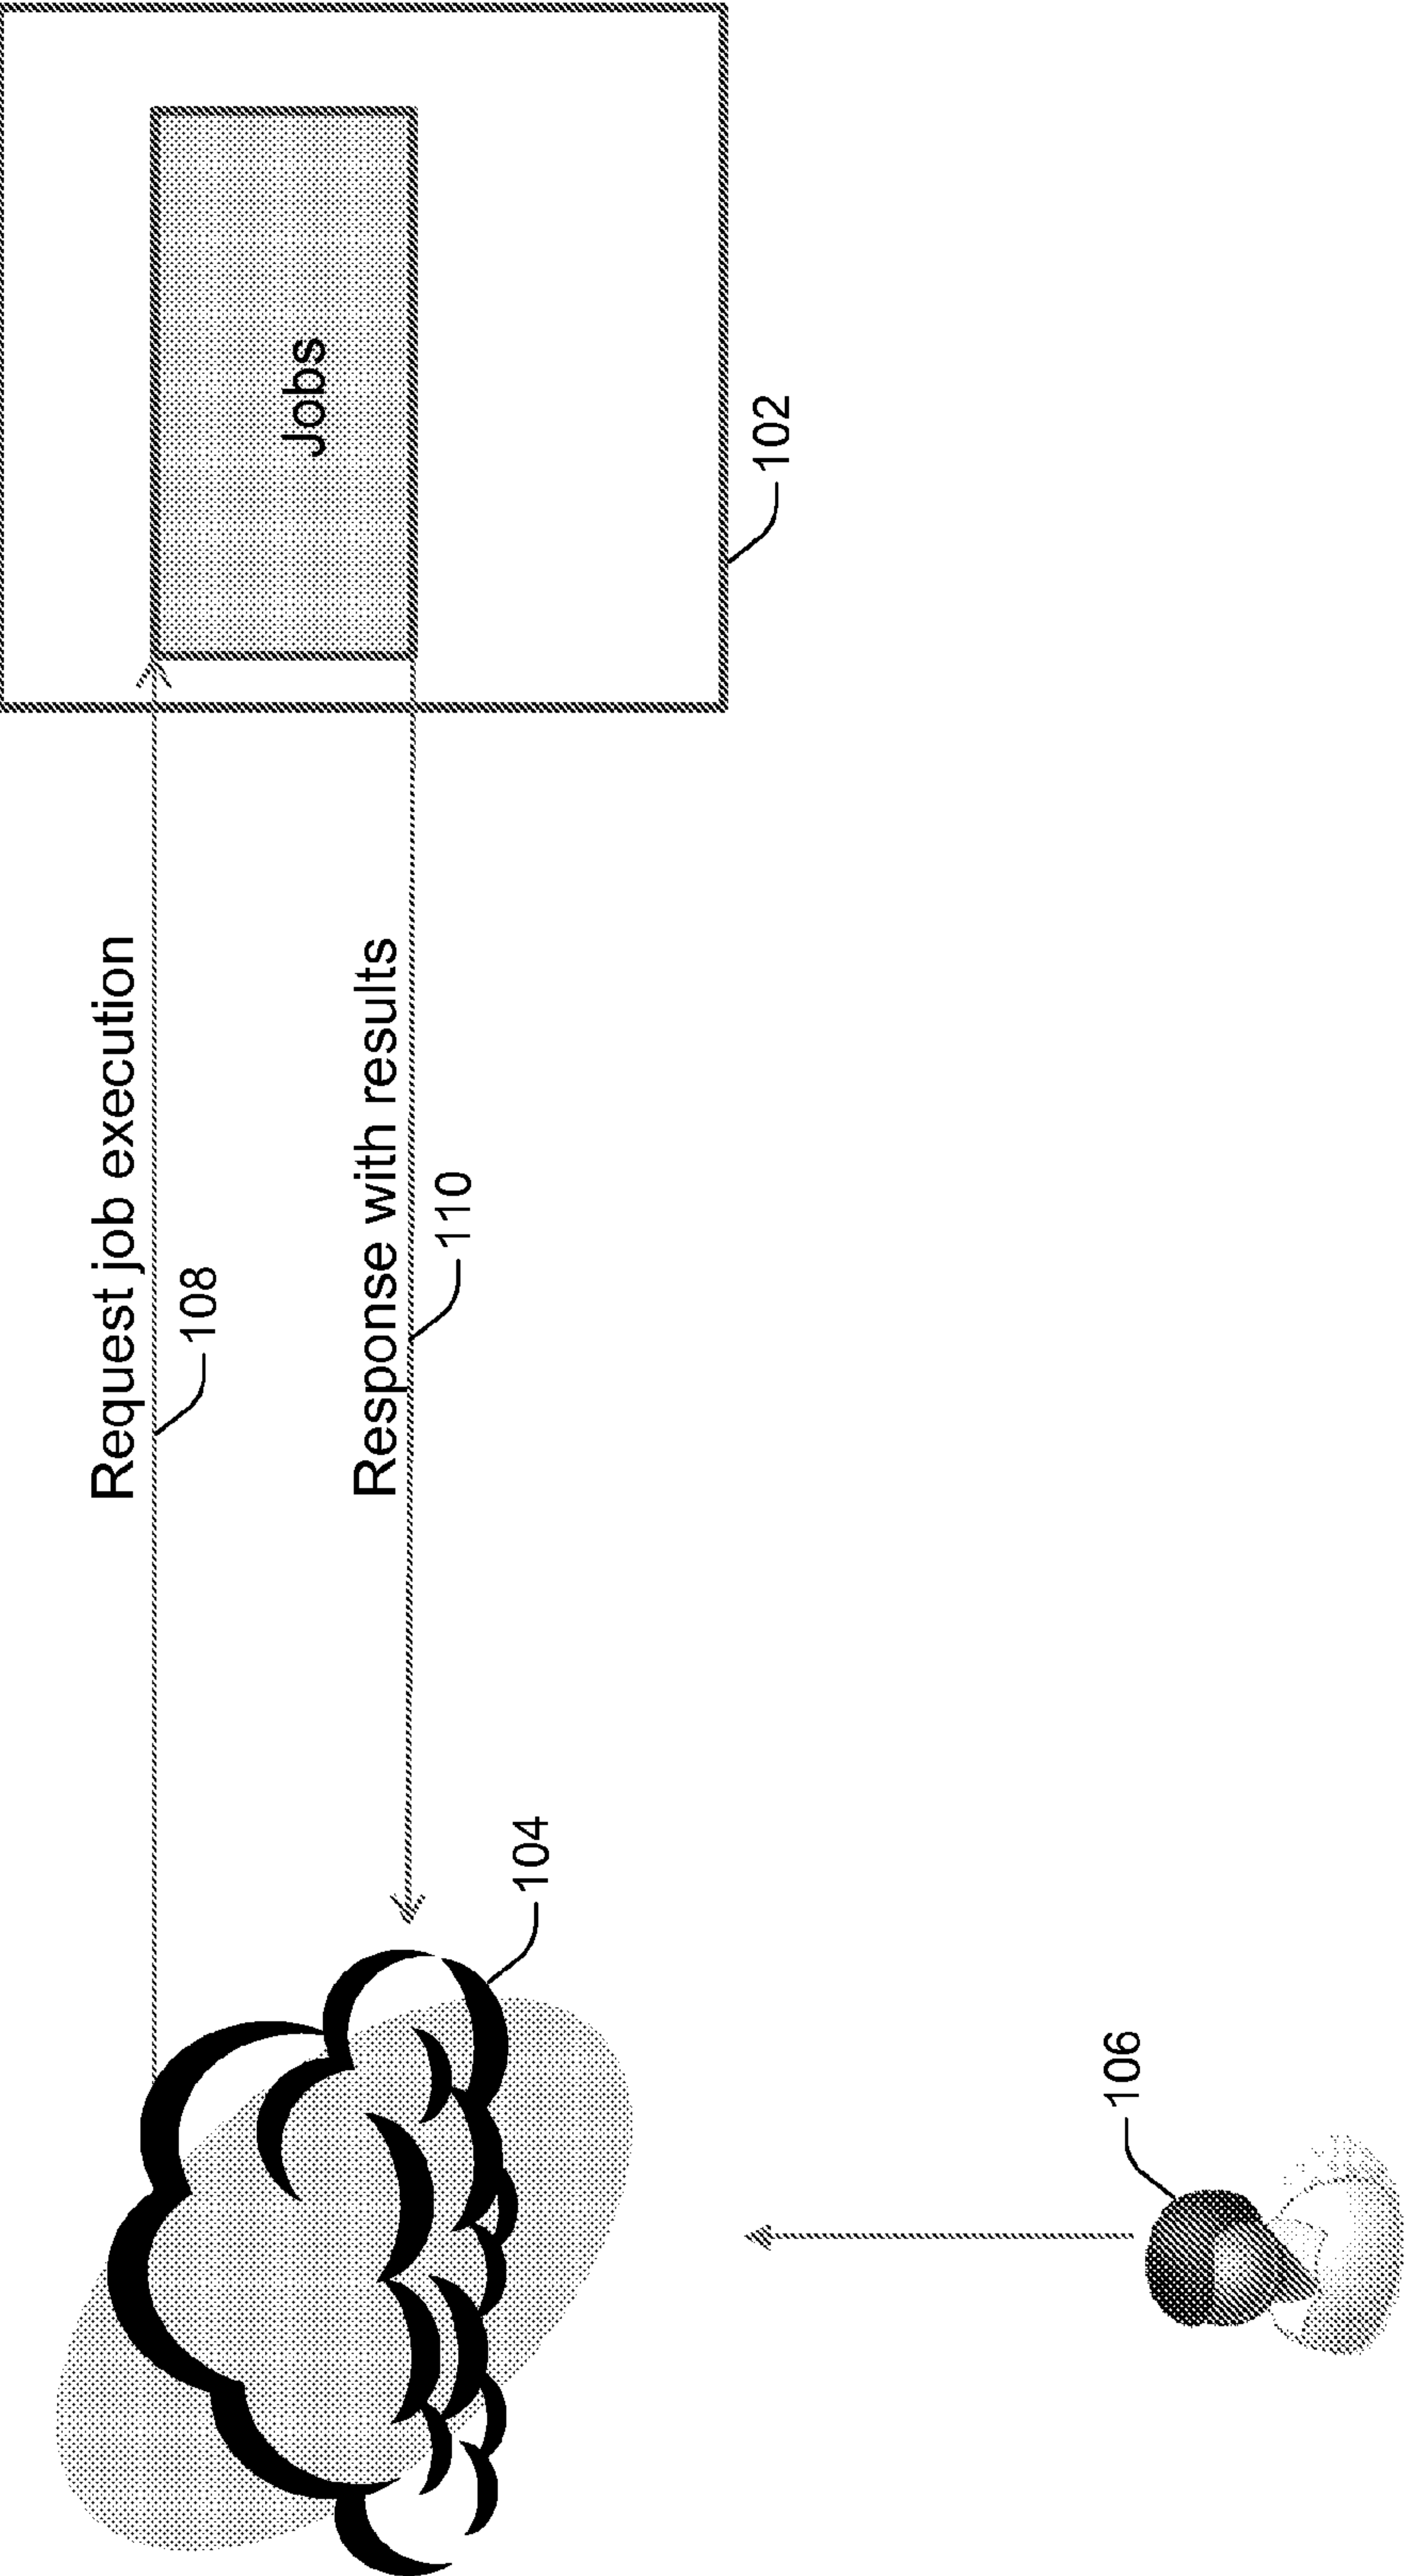 Request job execution
108
Jobs
Response with results
110
104
102
106